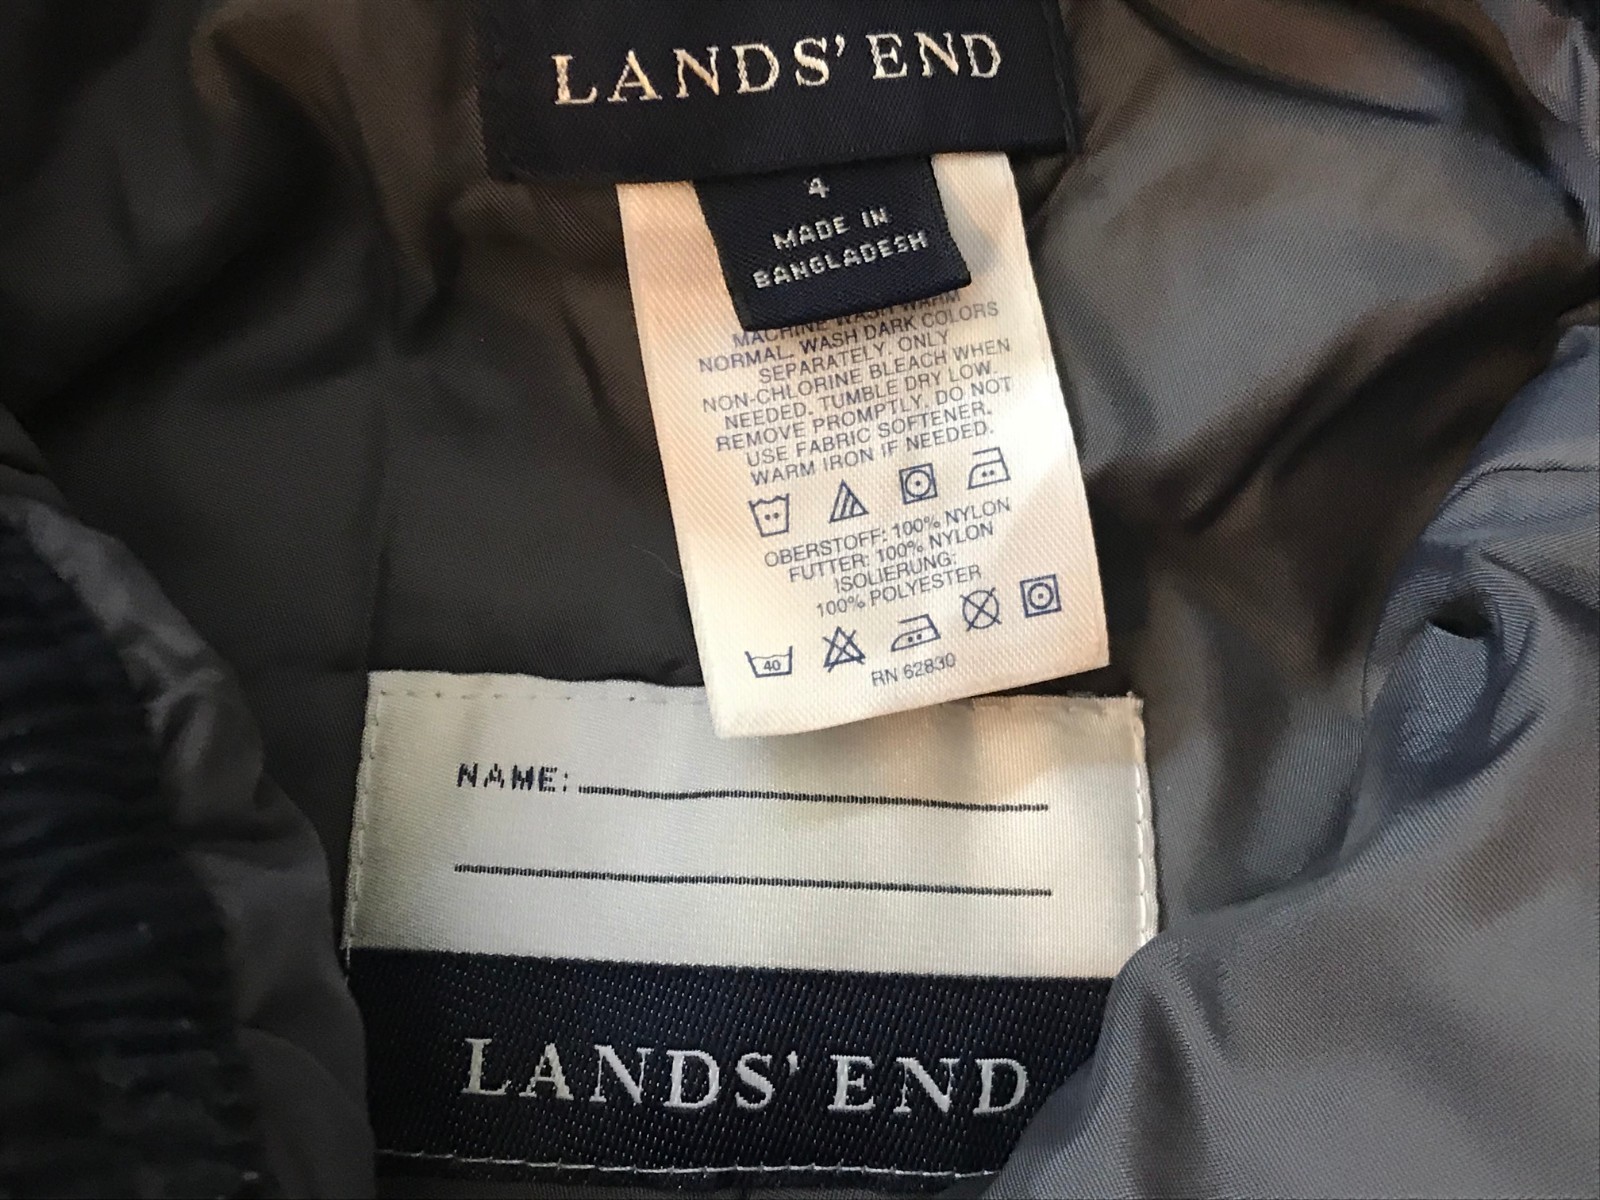 LANDS' END
4
MADE IN
BANGLADESH
MACHINE WASH WARM
NORMAL. WASH DARK COLORS
SEPARATELY. ONLY
NON-CHLORINE BLEACH WHEN
NEEDED. TUMBLE DRY LOW.
REMOVE PROMPTLY. DO NOT
USE FABRIC SOFTENER.
WARM IRON IF NEEDED.
OBERSTOFF: 100% NYLON
FUTTER: 100% NYLON
ISOLIERUNG:
100% POLYESTER
40
RN 62830
NAME:
LANDS' END